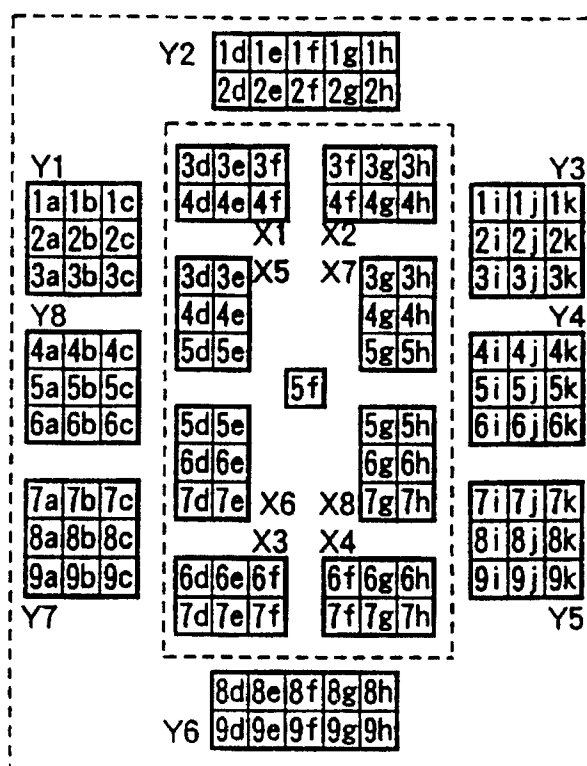 Y2 1d 1e 1f 1g 1h
2d 2e 2f 2g 2h
3d 3e 3f 3f 3g 3h
4d 4e 4f 4f 4g 4h
Y1 Y3
1a 1b 1c 1i 1j 1k
X1 X2
2a 2b 2c 2i 2j 2k
3a 3b 3c 3d 3e X5 X7 3g 3h 3i 3j 3k
Y8 4d 4e 4g 4h Y4
4a 4b 4c 5d 5e 5g 5h 4i 4j 4k
5a 5b 5c 5f 5i 5j 5k
6a 6b 6c 5d 5e 5g 5h 6i 6j 6k
6d 6e 6g 6h
7a 7b 7c 7d 7e X6 X8 7g 7h 7i 7j 7k
8a 8b 8c X3 X4 8i 8j 8k
9a 9b 9c 6d 6e 6f 6f 6g 6h 9i 9j 9k
Y7 7d 7e 7f 7f 7g 7h Y5
8d 8e 8f 8g 8h
Y6 9d 9e 9f 9g 9h